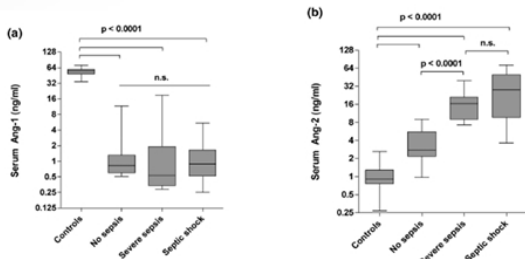 (a)
p < 0.0001
n.s.
Serum Ang-1 (ng/ml)
128
64
32
16
8
4
2
1
0.5
0.25
0.125
Controls
No sepsis
Severe sepsis
Septic shock
(b)
p < 0.0001
n.s.
p < 0.0001
Serum Ang-2 (ng/ml)
128
64
32
16
8
4
2
1
0.5
0.25
Controls
No sepsis
Severe sepsis
Septic shock